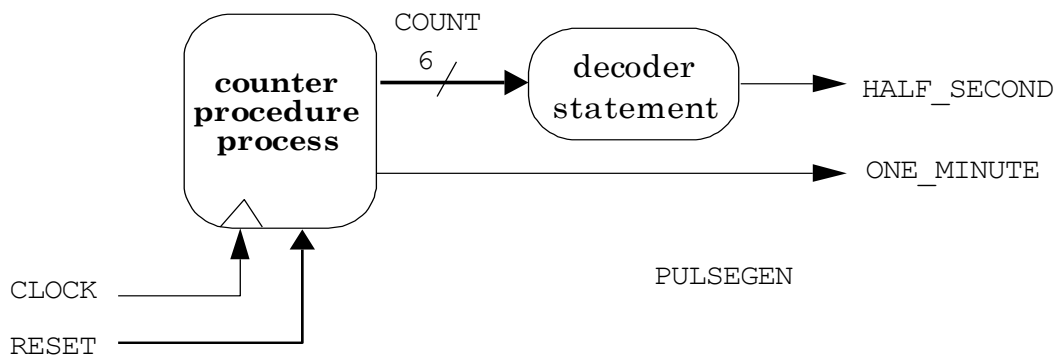 COUNT
6
counter
procedure
process
decoder
statement
HALF_SECOND
ONE_MINUTE
PULSEGEN
CLOCK
RESET